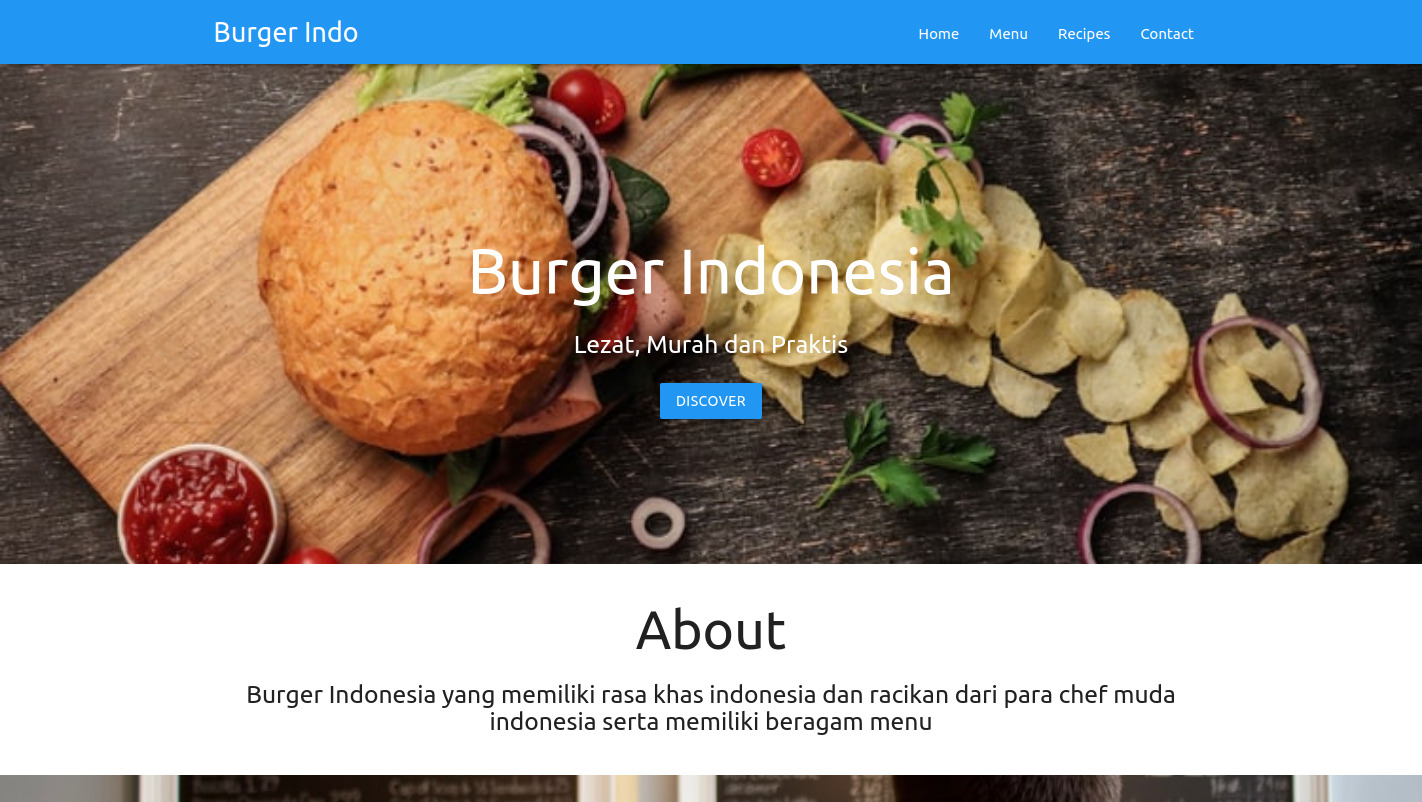 Burger Indo
Home
Menu
Recipes
Contact
Burger Indonesia
Lezat, Murah dan Praktis
DISCOVER
About
Burger Indonesia yang memiliki rasa khas indonesia dan racikan dari para chef muda
indonesia serta memiliki beragam menu